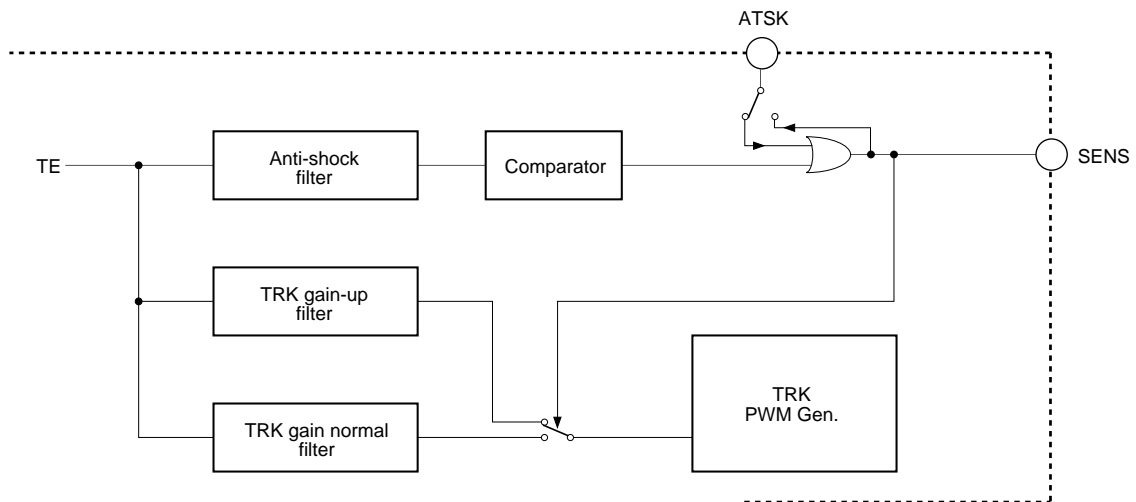 ATSK
TE
Anti-shock
filter
Comparator
SENS
TRK gain-up
filter
TRK
PWM Gen.
TRK gain normal
filter